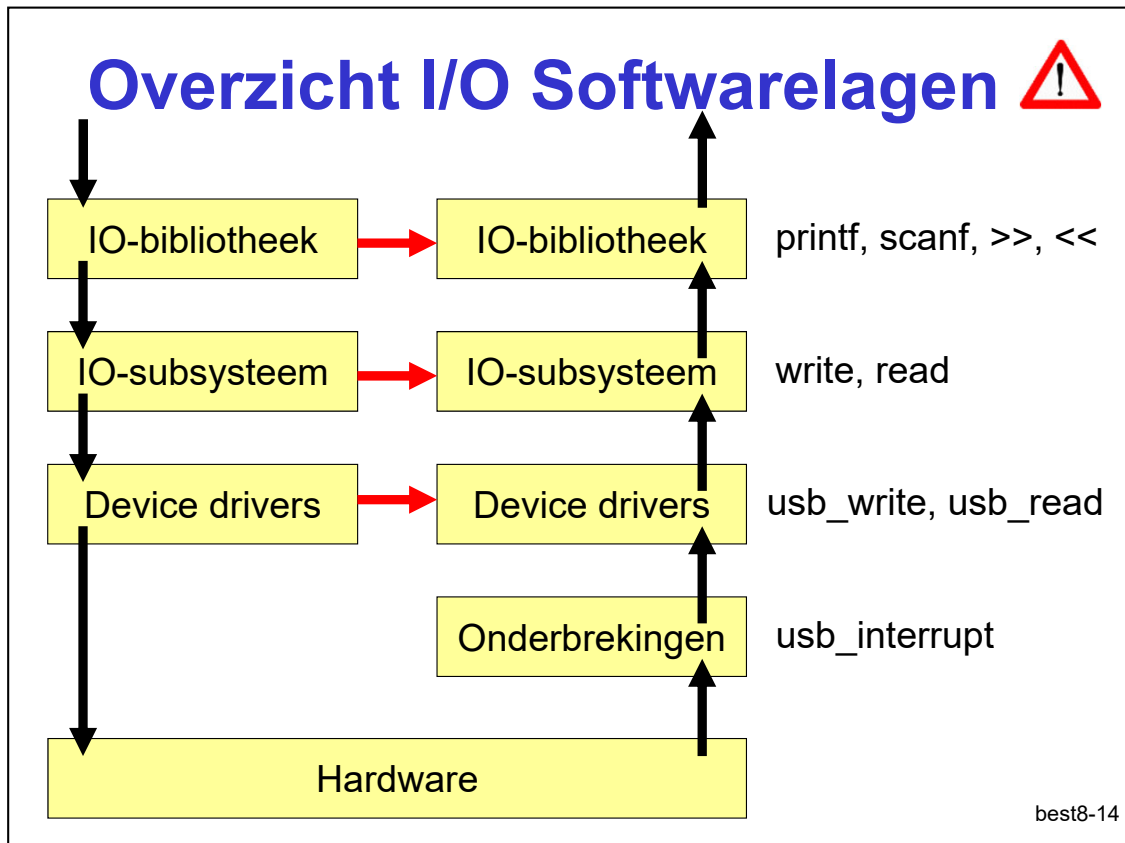 Overzicht I/O Softwarelagen
IO-bibliotheek IO-bibliotheek printf, scanf, >>, <<
IO-subsysteem IO-subsysteem write, read
Device drivers Device drivers usb_write, usb_read
Onderbrekingen usb_interrupt
Hardware
best8-14